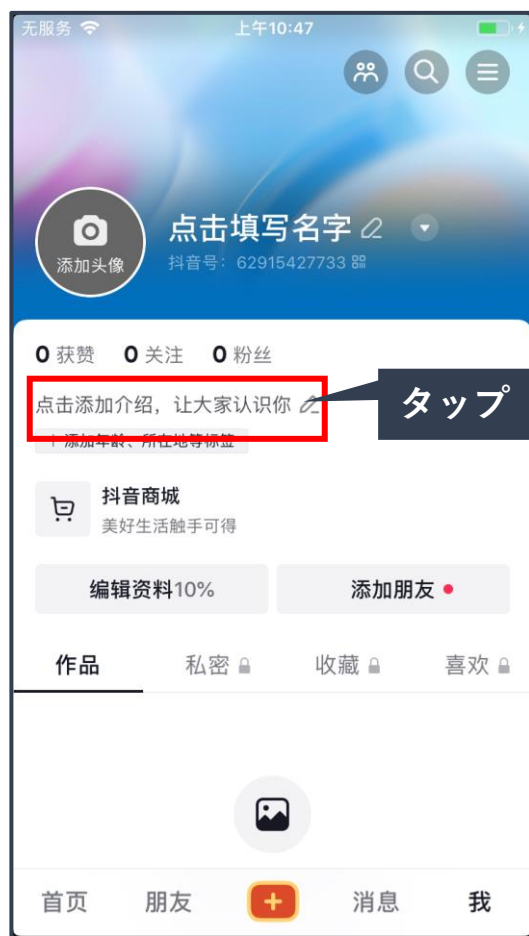 无服务 上午10:47
点击填写名字
添加头像
抖音号：62915427733
0 获赞 0 关注 0 粉丝
点击添加介绍，让大家认识你
タップ
+ 添加年龄、所在地等标签
抖音商城
美好生活触手可得
编辑资料10% 添加朋友
作品 私密 收藏 喜欢
首页 朋友 消息 我